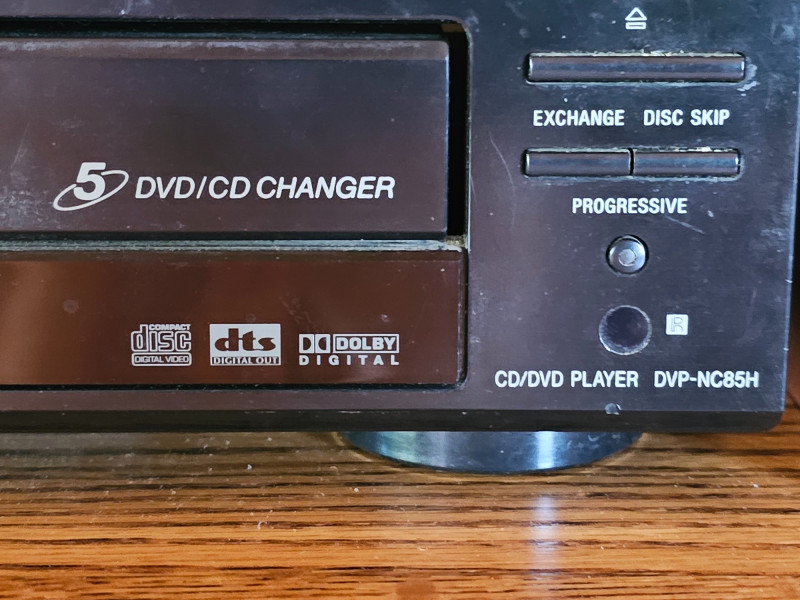 EXCHANGE DISC SKIP
5 DVD/CD CHANGER
PROGRESSIVE
COMPACT
disc
DIGITAL VIDEO
dts
DIGITAL OUT
DOLBY
DIGITAL
R
CD/DVD PLAYER DVP-NC85H